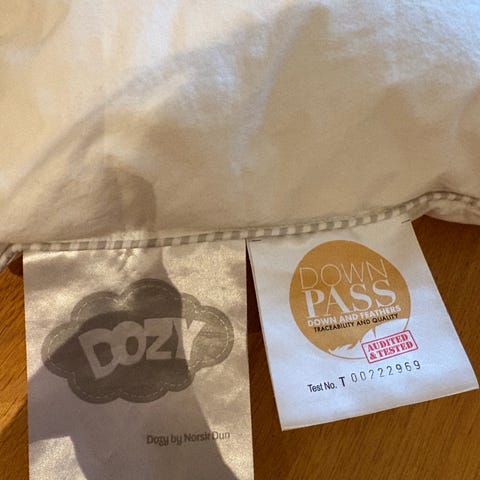 DOZY
Dozy by Norsk Dun
DOWN
PASS
DOWN AND FEATHERS
TRACEABILITY AND QUALITY
AUDITED
& TESTED
Test No. T 00222969